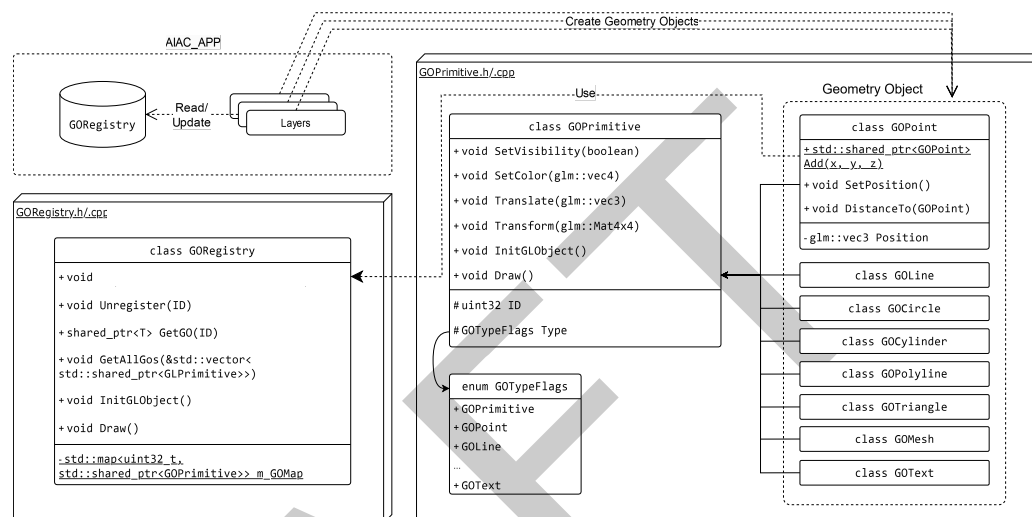 Create Geometry Objects
AIAC_APP
GORegistry
Read/
Update
Layers
GORegistry.h/.cpp
class GORegistry
+ void
+ void Unregister(ID)
+ shared_ptr<T> GetGO(ID)
+ void GetAllGos(&std::vector<
std::shared_ptr<GLPrimitive>>)
+ void InitGLObject()
+ void Draw()
- std::map<uint32_t,
std::shared_ptr<GOPrimitive>> m_GOMap
GOPrimitive.h/.cpp
Use
class GOPrimitive
+ void SetVisibility(boolean)
+ void SetColor(glm::vec4)
+ void Translate(glm::vec3)
+ void Transform(glm::Mat4x4)
+ void InitGLObject()
+ void Draw()
# uint32 ID
# GOTypeFlags Type
enum GOTypeFlags
+ GOPrimitive
+ GOPoint
+ GOLine
...
+ GOText
Geometry Object
class GOPoint
+ std::shared_ptr<GOPoint>
Add(x, y, z)
+ void SetPosition()
+ void DistanceTo(GOPoint)
- glm::vec3 Position
class GOLine
class GOCircle
class GOCylinder
class GOPolyline
class GOTriangle
class GOMesh
class GOText